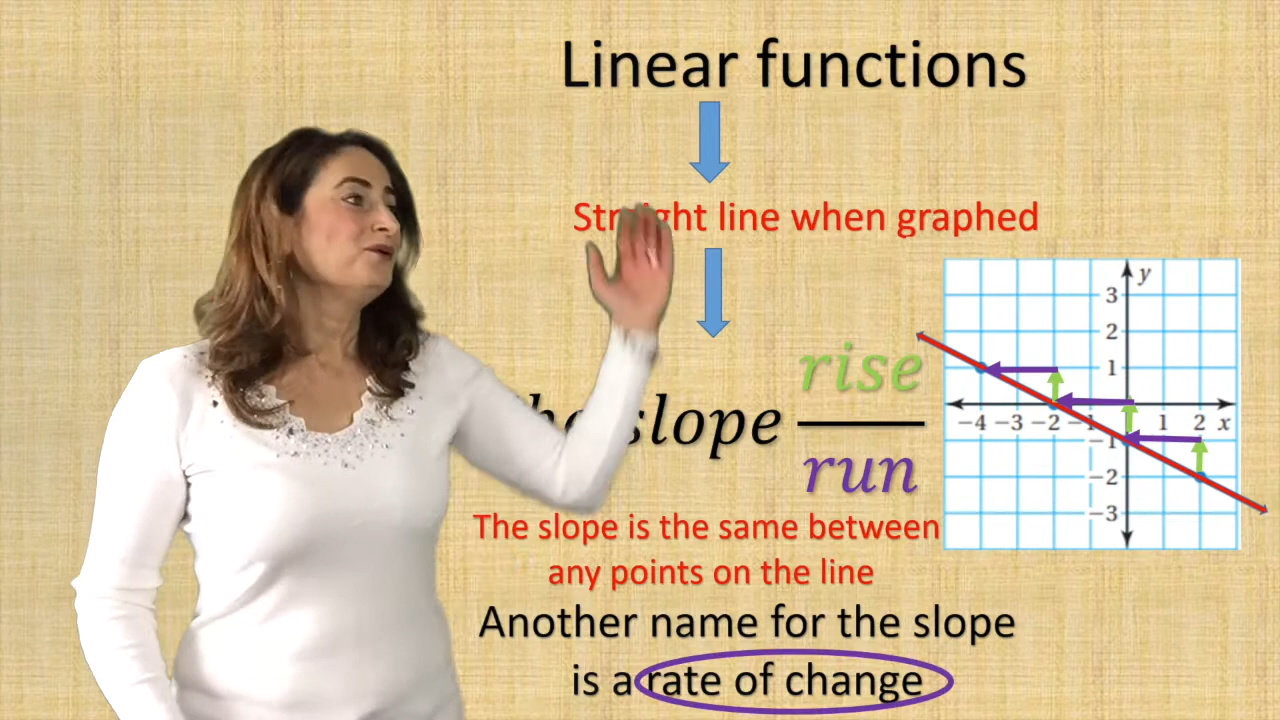 Linear functions
Straight line when graphed
slope rise
run
The slope is the same between
any points on the line
Another name for the slope
is a rate of change
y
3
2
1
−4 −3 −2 −1 1 2 x
−1
−2
−3